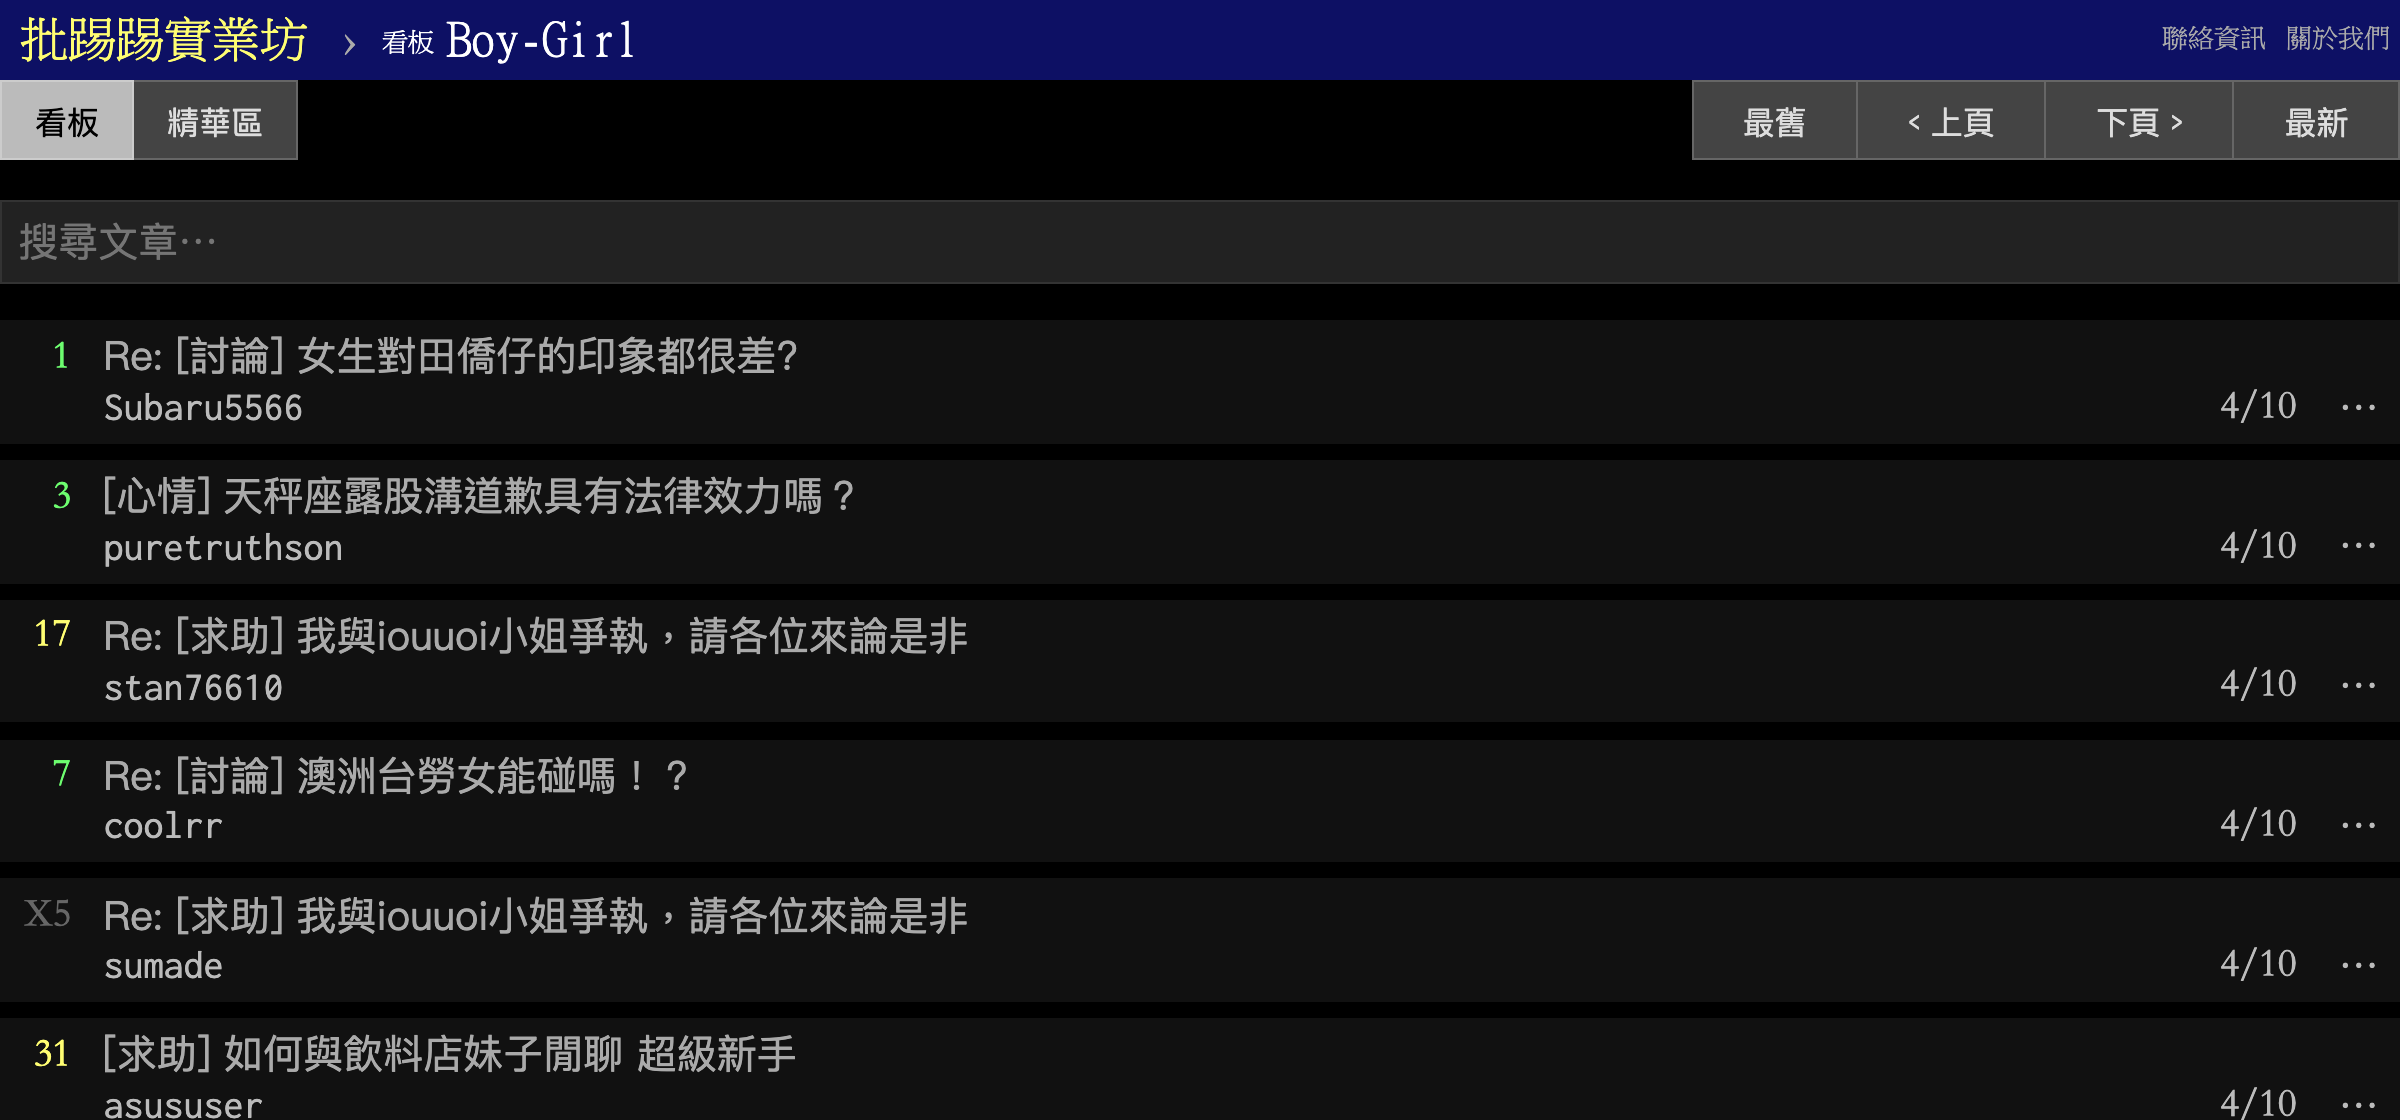 批踢踢實業坊 › 看板 Boy-Girl 聯絡資訊 關於我們
看板 精華區 最舊 ‹ 上頁 下頁 › 最新
搜尋文章…
1 Re: [討論] 女生對田僑仔的印象都很差?
Subaru5566 4/10 …
3 [心情] 天秤座露股溝道歉具有法律效力嗎？
puretruthson 4/10 …
17 Re: [求助] 我與iouuoi小姐爭執，請各位來論是非
stan76610 4/10 …
7 Re: [討論] 澳洲台勞女能碰嗎！？
coolrr 4/10 …
X5 Re: [求助] 我與iouuoi小姐爭執，請各位來論是非
sumade 4/10 …
31 [求助] 如何與飲料店妹子閒聊 超級新手
asususer 4/10 …